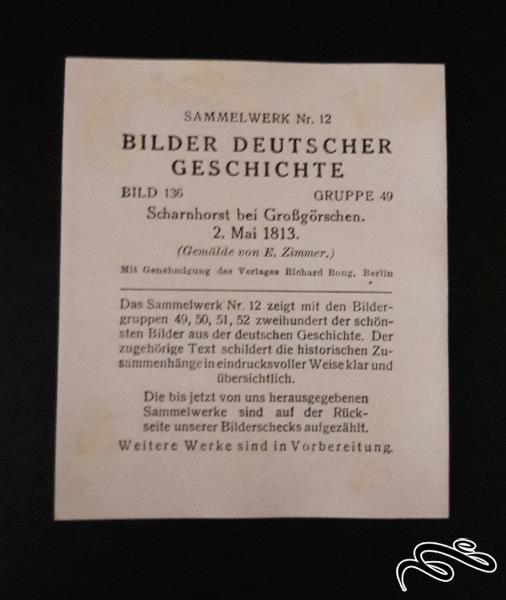 SAMMELWERK Nr. 12
BILDER DEUTSCHER
GESCHICHTE
BILD 136 GRUPPE 49
Scharnhorst bei Großgörschen.
2. Mai 1813.
(Gemälde von E. Zimmer.)
Mit Genehmigung des Verlages Richard Bong, Berlin
Das Sammelwerk Nr. 12 zeigt mit den Bilder-
gruppen 49, 50, 51, 52 zweihundert der schön-
sten Bilder aus der deutschen Geschichte. Der
zugehörige Text schildert die historischen Zu-
sammenhänge in eindrucksvoller Weise klar und
übersichtlich.
Die bis jetzt von uns herausgegebenen
Sammelwerke sind auf der Rück-
seite unserer Bilderschecks aufgezählt.
Weitere Werke sind in Vorbereitung.